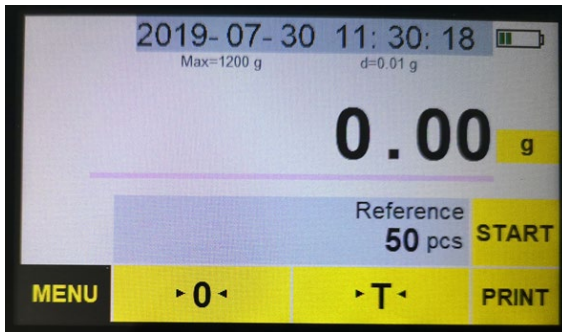 2019-07-30 11:30:18
Max=1200 g d=0.01 g
0.00 g
Reference
50 pcs START
MENU ►0◄ ►T◄ PRINT